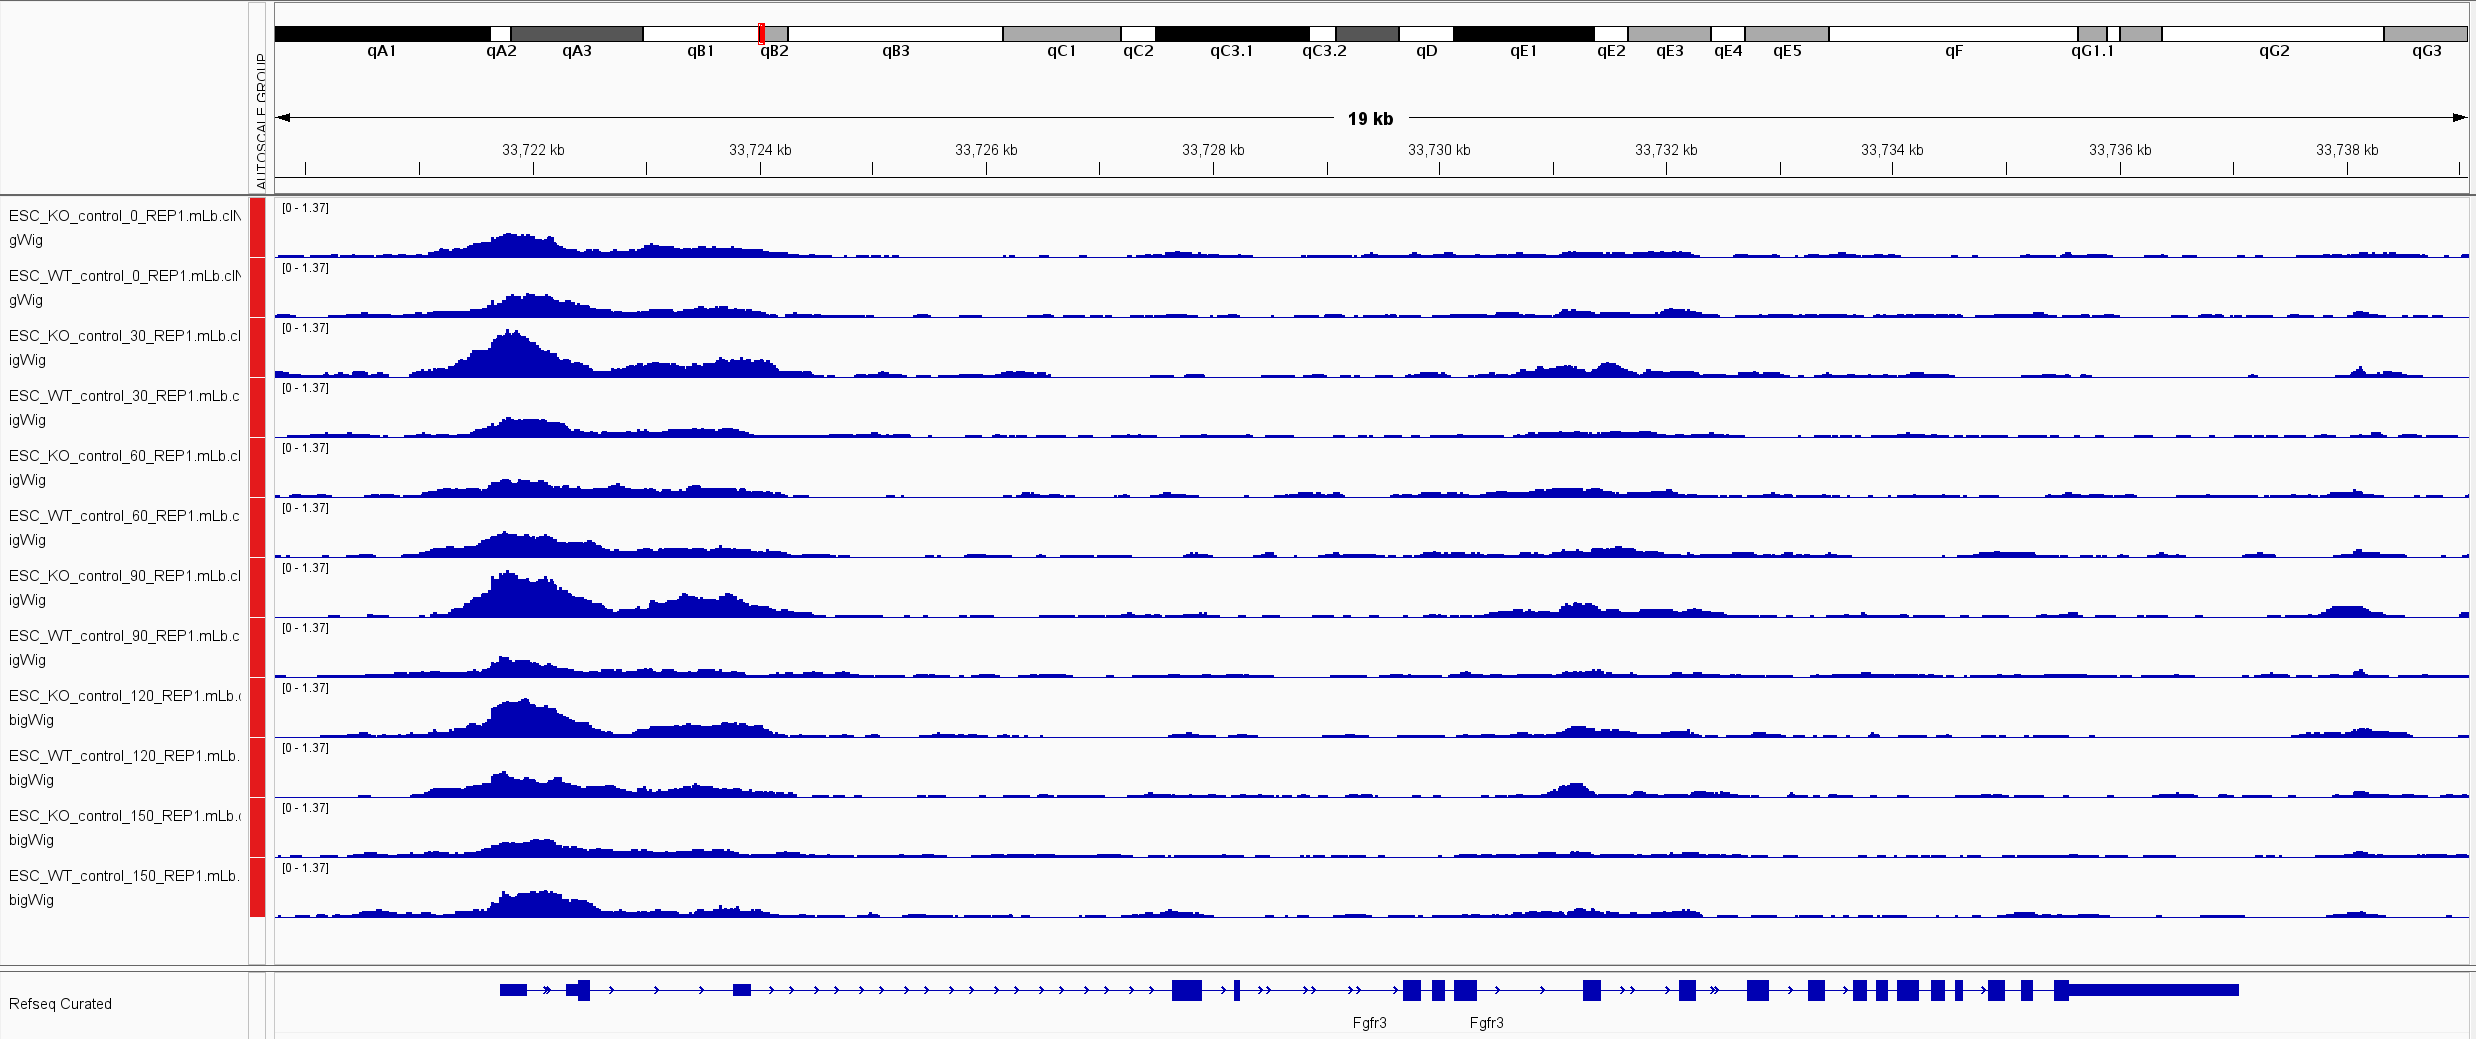 qA1 qA2 qA3 qB1 qB2 qB3 qC1 qC2 qC3.1 qC3.2 qD qE1 qE2 qE3 qE4 qE5 qF qG1.1 qG2 qG3
AUTOSCALE GROUP
19 kb
33,722 kb 33,724 kb 33,726 kb 33,728 kb 33,730 kb 33,732 kb 33,734 kb 33,736 kb 33,738 kb
ESC_KO_control_0_REP1.mLb.clN
gWig
[0 - 1.37]
ESC_WT_control_0_REP1.mLb.clN
gWig
[0 - 1.37]
ESC_KO_control_30_REP1.mLb.cl
igWig
[0 - 1.37]
ESC_WT_control_30_REP1.mLb.c
igWig
[0 - 1.37]
ESC_KO_control_60_REP1.mLb.cl
igWig
[0 - 1.37]
ESC_WT_control_60_REP1.mLb.c
igWig
[0 - 1.37]
ESC_KO_control_90_REP1.mLb.cl
igWig
[0 - 1.37]
ESC_WT_control_90_REP1.mLb.c
igWig
[0 - 1.37]
ESC_KO_control_120_REP1.mLb.c
bigWig
[0 - 1.37]
ESC_WT_control_120_REP1.mLb.
bigWig
[0 - 1.37]
ESC_KO_control_150_REP1.mLb.c
bigWig
[0 - 1.37]
ESC_WT_control_150_REP1.mLb.
bigWig
[0 - 1.37]
Refseq Curated
Fgfr3 Fgfr3